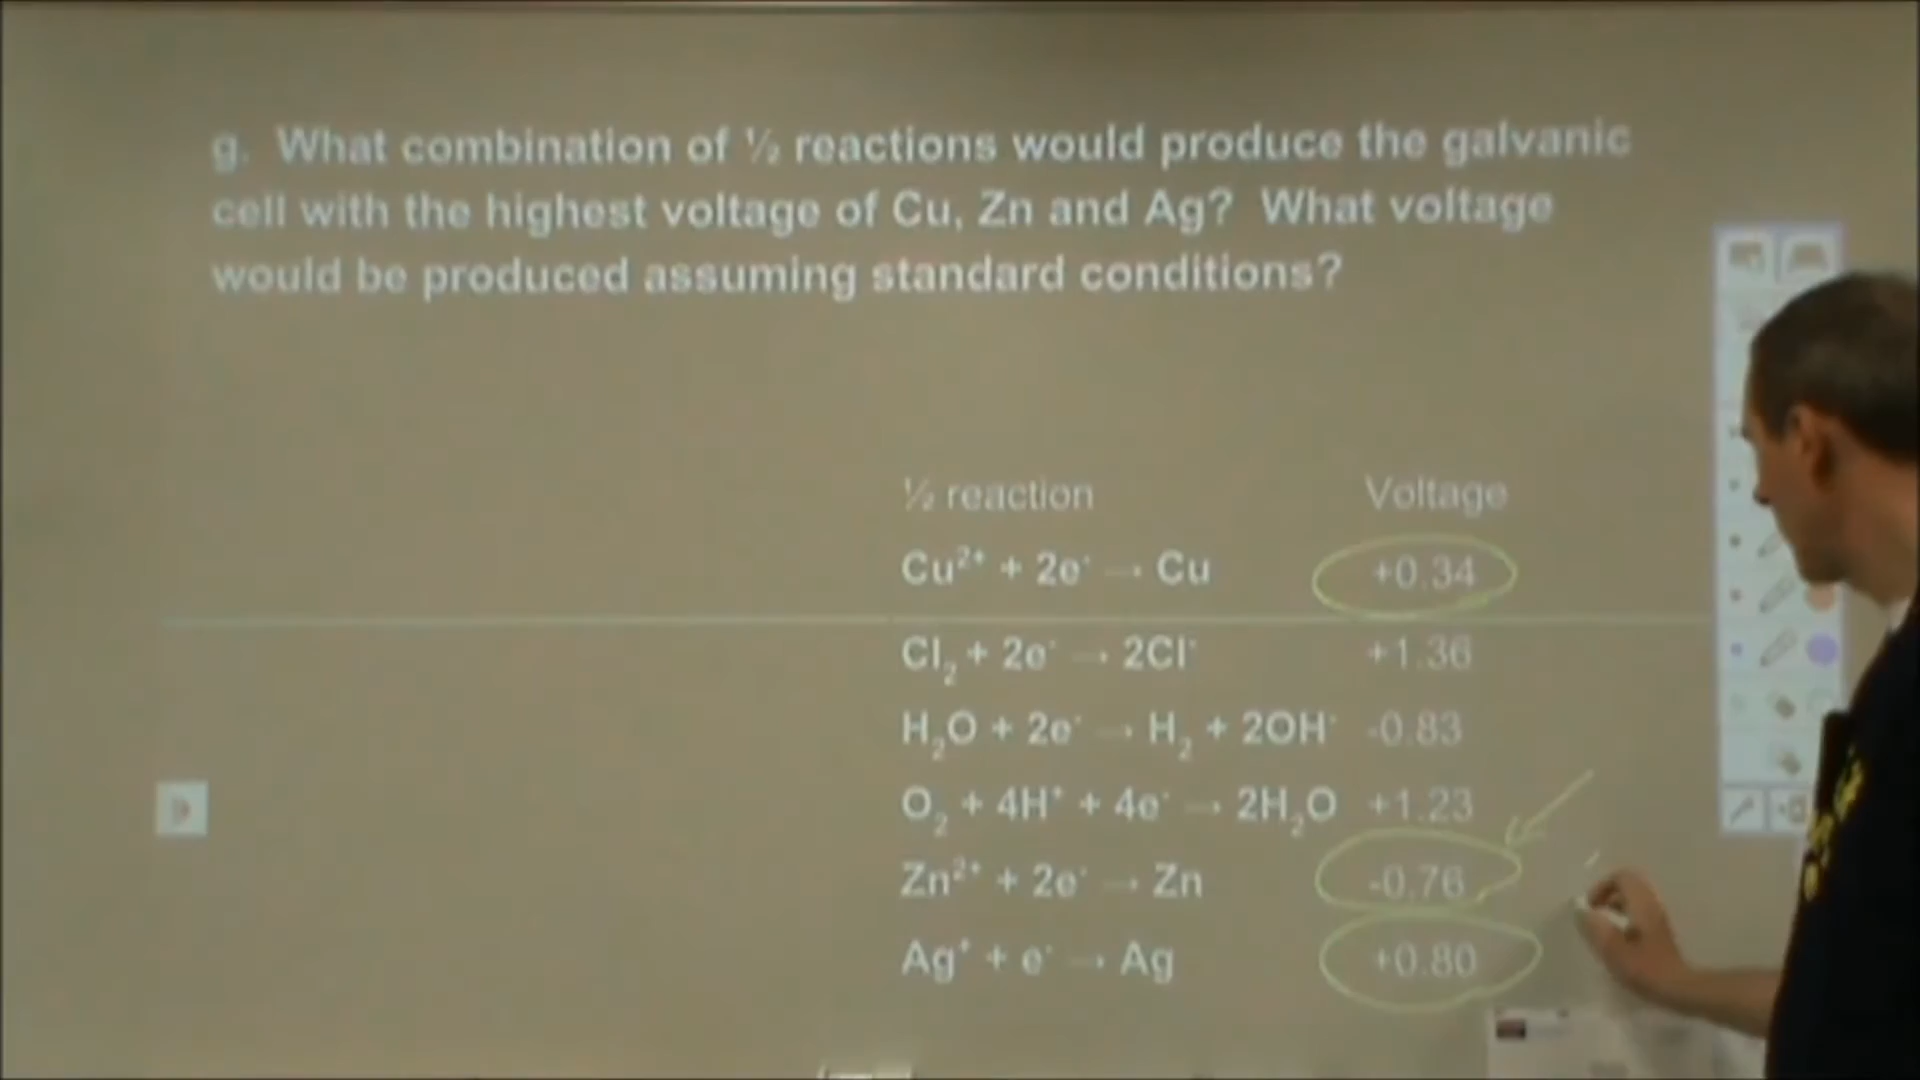 g. What combination of ½ reactions would produce the galvanic
cell with the highest voltage of Cu, Zn and Ag? What voltage
would be produced assuming standard conditions?
½ reaction Voltage
Cu²⁺ + 2e⁻ → Cu +0.34
Cl₂ + 2e⁻ → 2Cl⁻ +1.36
H₂O + 2e⁻ → H₂ + 2OH⁻ -0.83
O₂ + 4H⁺ + 4e⁻ → 2H₂O +1.23
Zn²⁺ + 2e⁻ → Zn -0.76
Ag⁺ + e⁻ → Ag +0.80